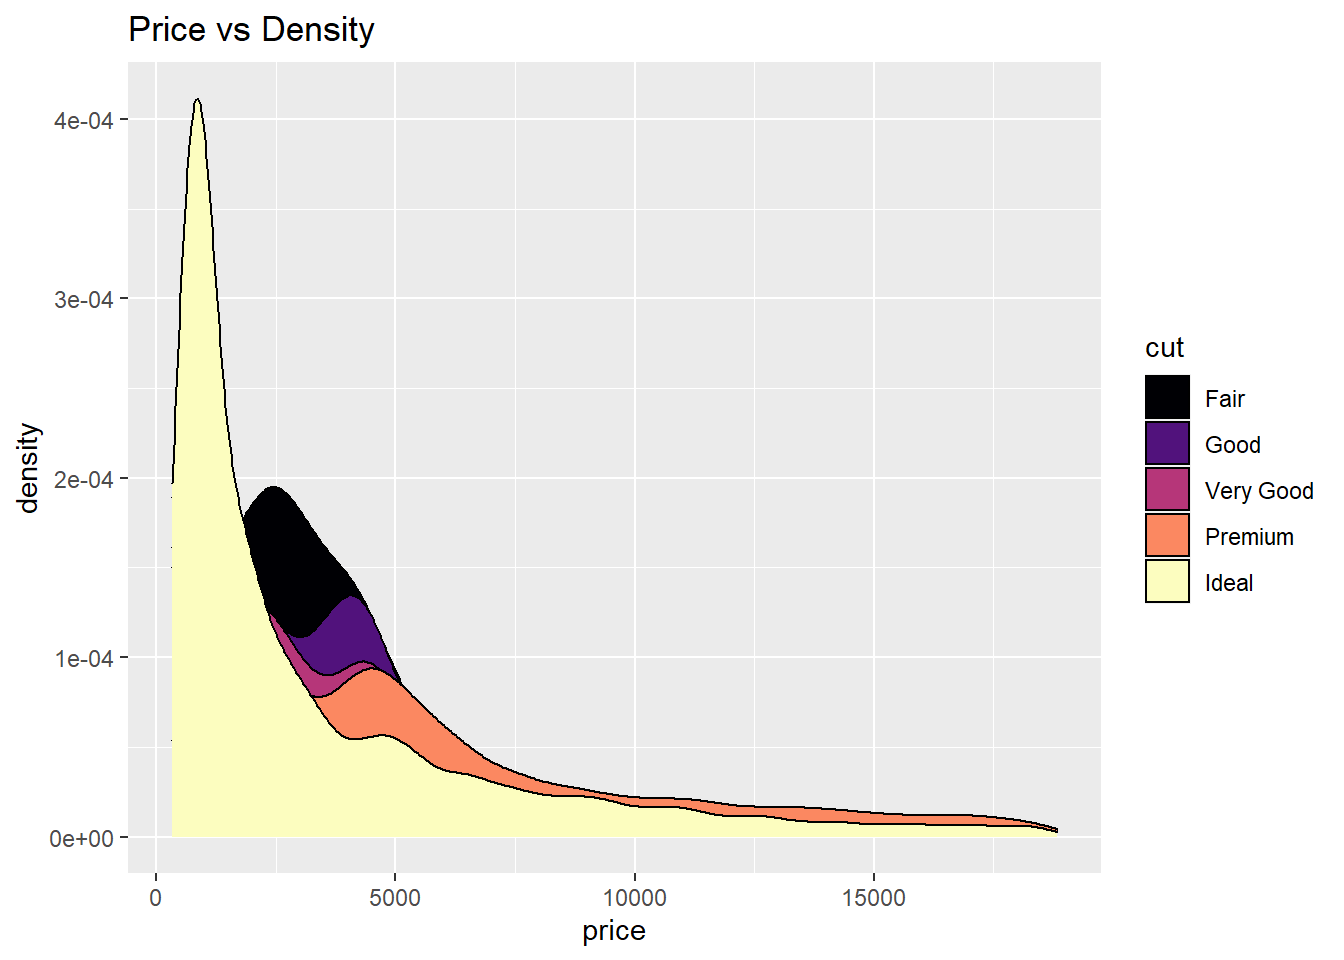 Price vs Density
4e-04
3e-04
2e-04
1e-04
0e+00
density
0
5000
10000
15000
price
cut
Fair
Good
Very Good
Premium
Ideal